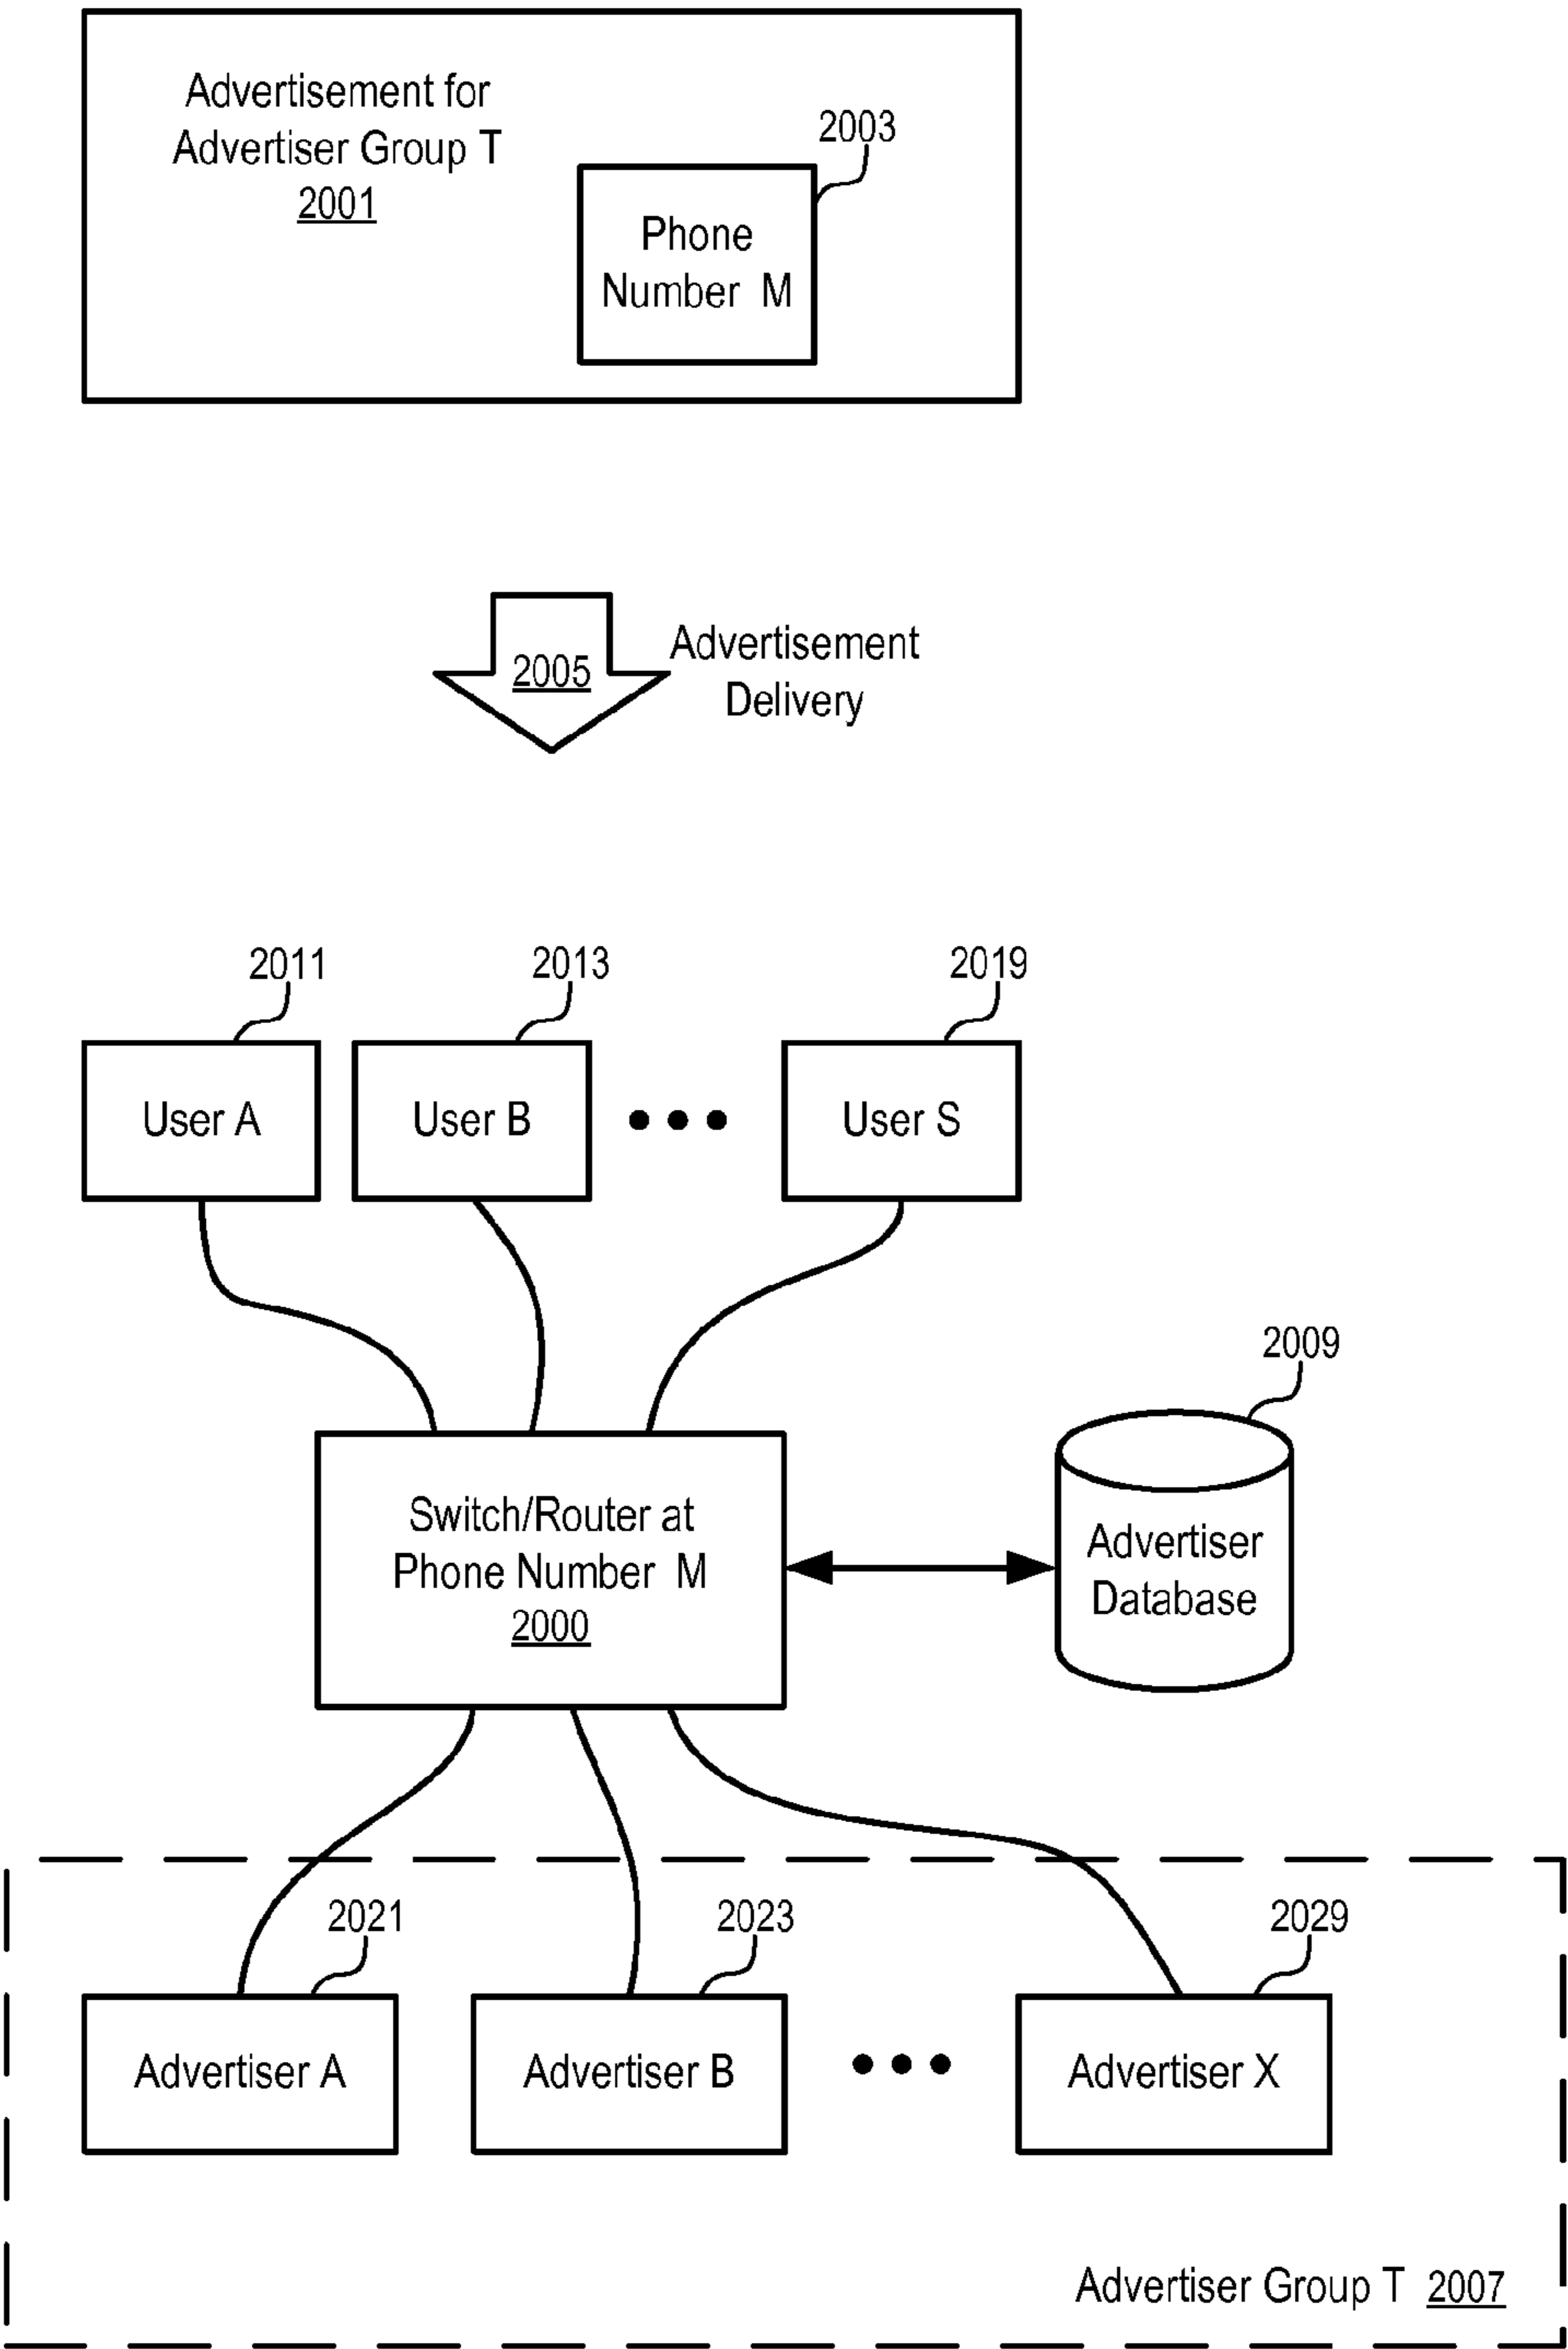 Advertisement for
Advertiser Group T
2001
2003
Phone
Number M
2005
Advertisement
Delivery
2011
2013
2019
User A
User B
User S
2009
Switch/Router at
Phone Number M
2000
Advertiser
Database
2021
2023
2029
Advertiser A
Advertiser B
Advertiser X
Advertiser Group T 2007